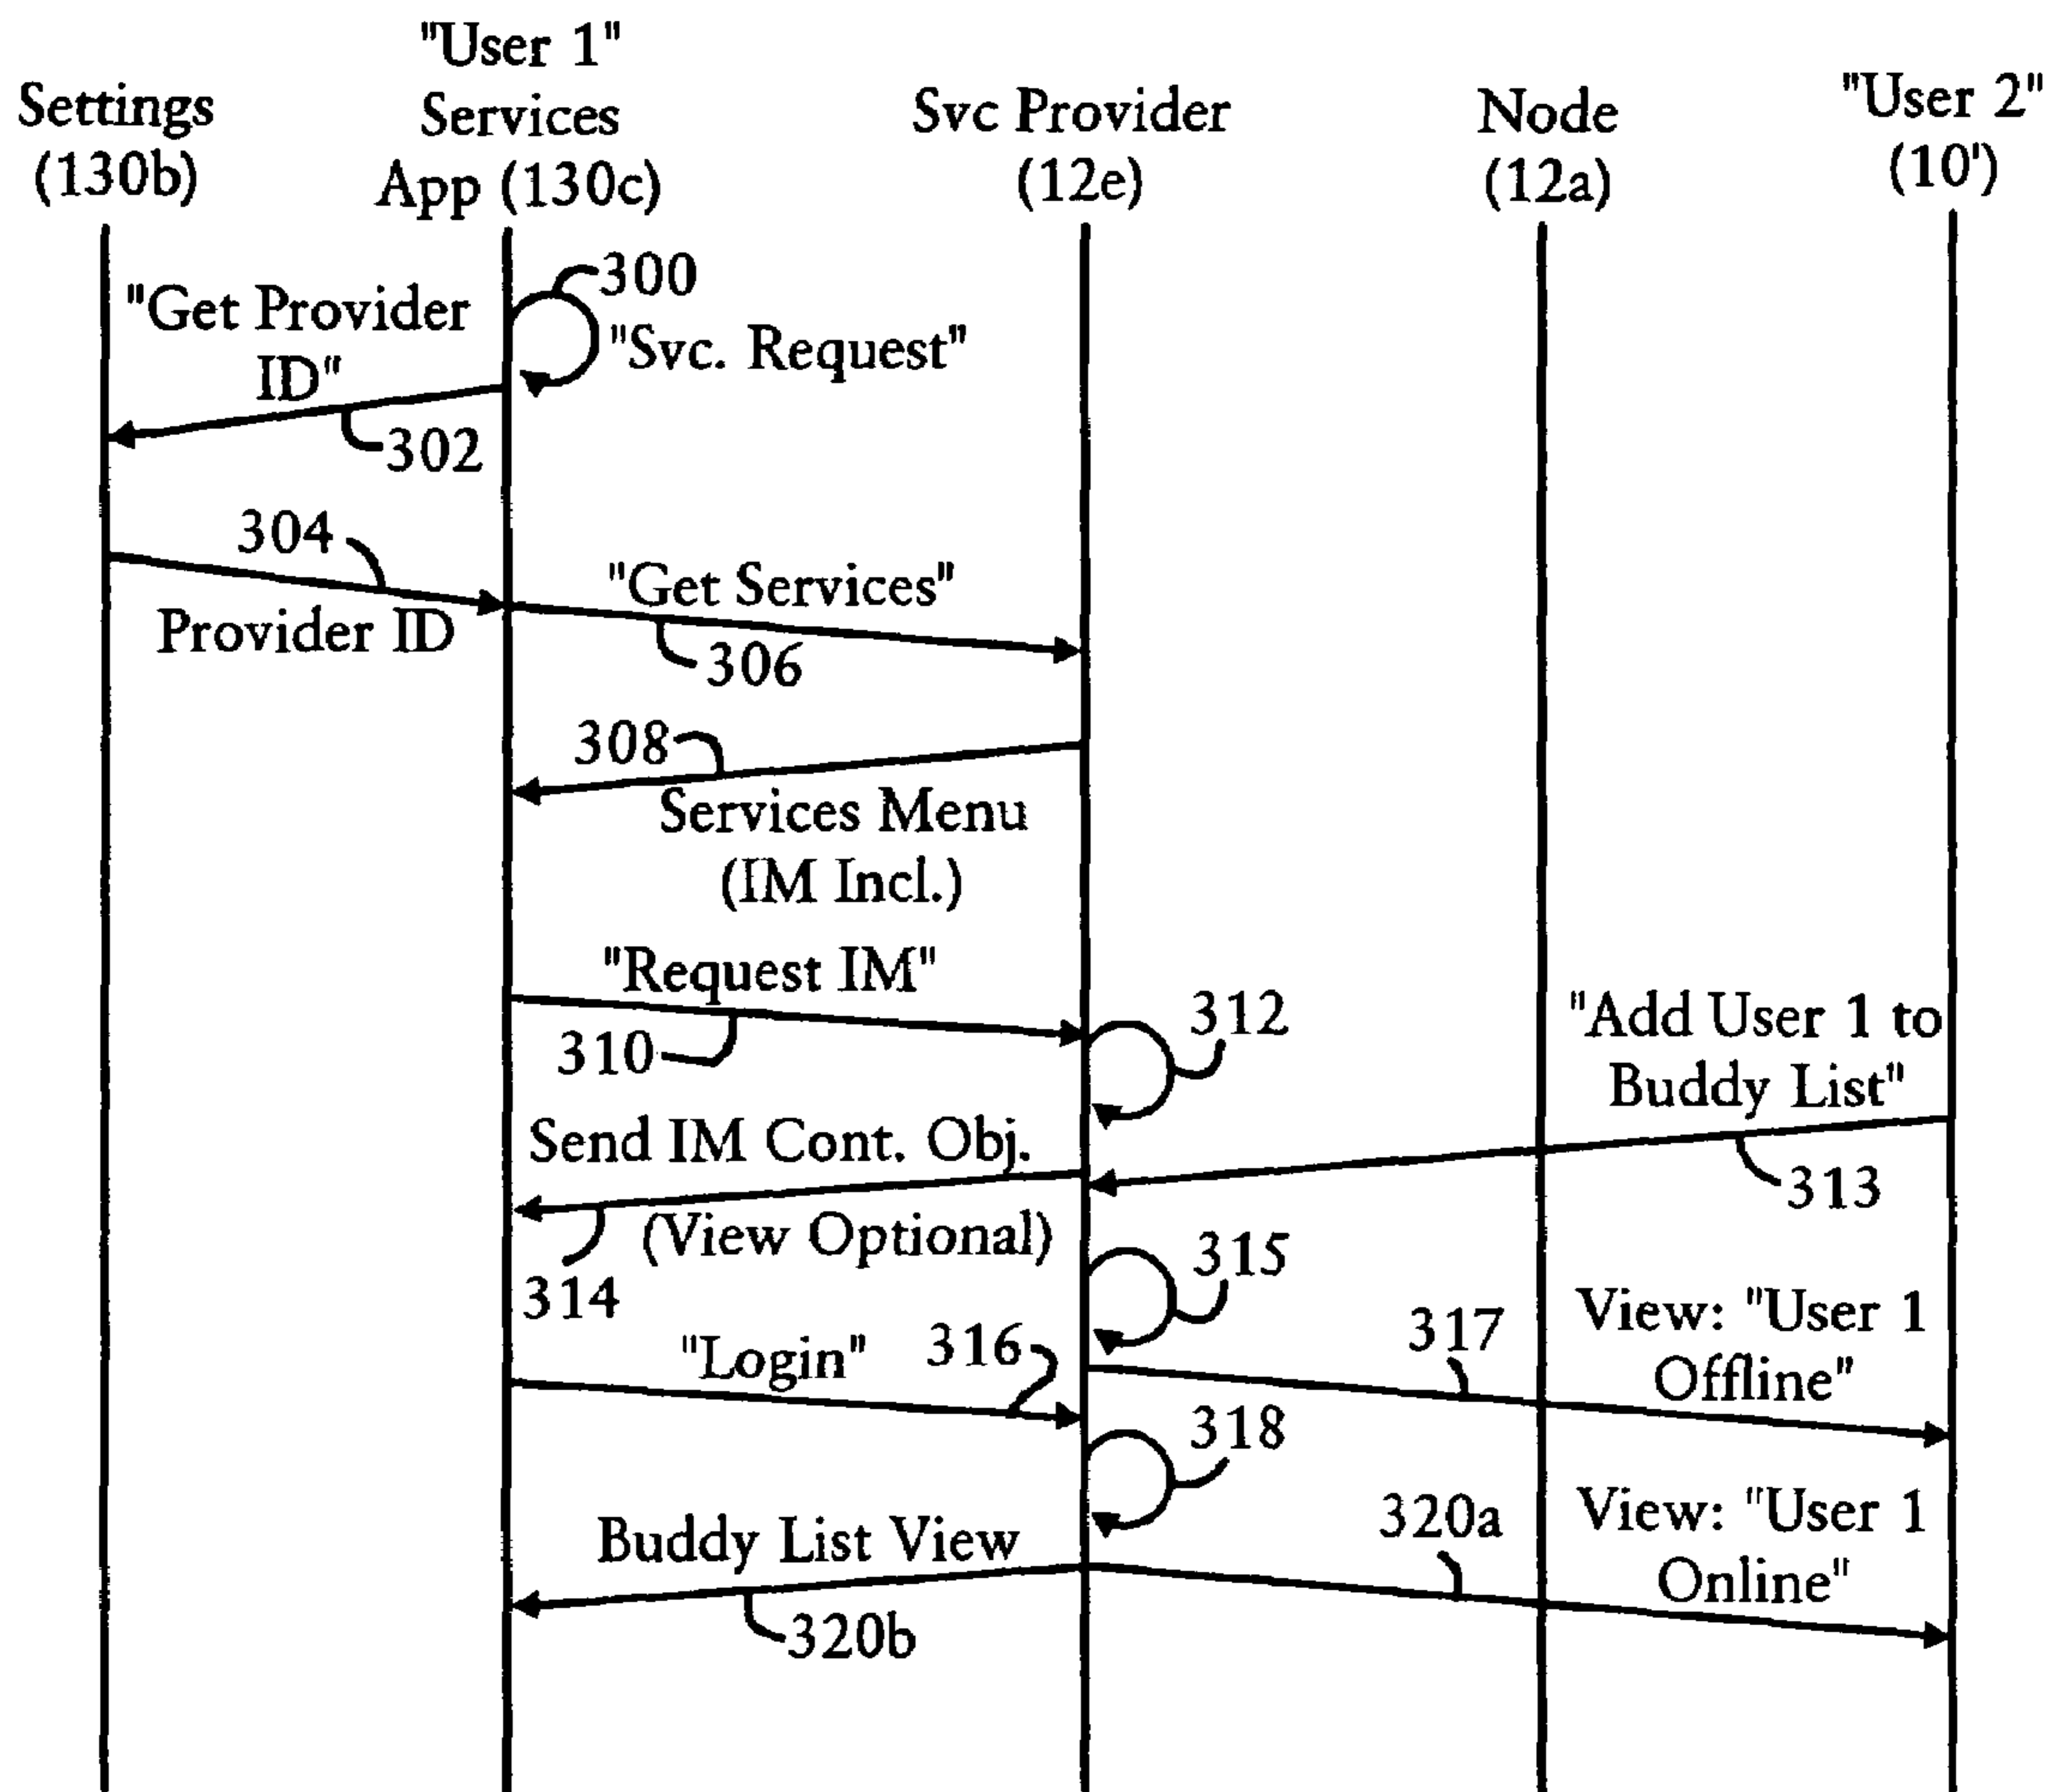 Settings
(130b)
"User 1"
Services
App (130c)
Svc Provider
(12e)
Node
(12a)
"User 2"
(10')
300
"Svc. Request"
"Get Provider
ID"
302
304
Provider ID
"Get Services"
306
308
Services Menu
(IM Incl.)
"Request IM"
310
312
"Add User 1 to
Buddy List"
313
Send IM Cont. Obj.
(View Optional)
314
315
"Login"
316
317
View: "User 1
Offline"
318
320a
View: "User 1
Online"
Buddy List View
320b